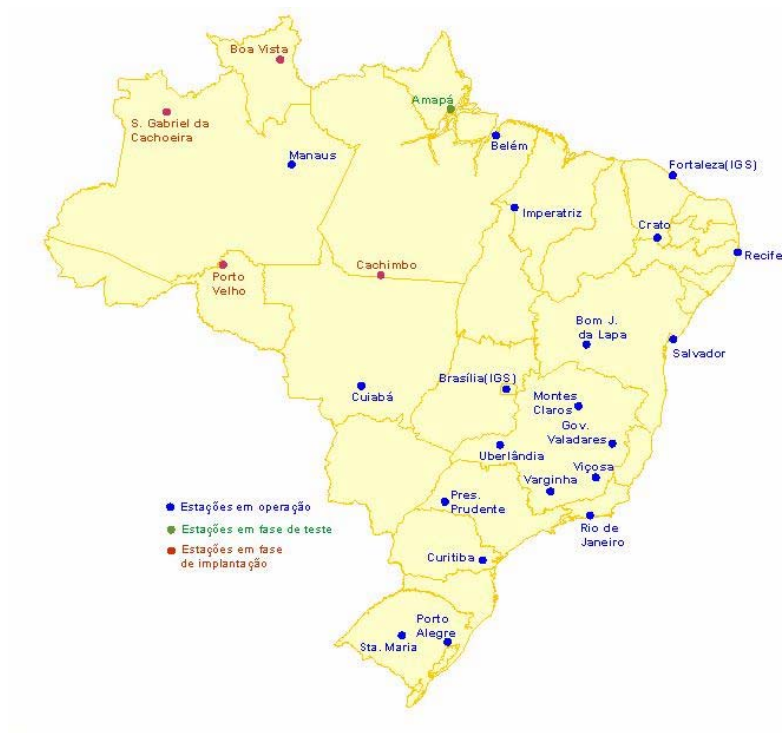 Boa Vista
Amapá
S. Gabriel da
Cachoeira
Belém
Manaus
Fortaleza(IGS)
Imperatriz
Crato
Recife
Porto
Velho
Cachimbo
Bom J.
da Lapa
Salvador
Brasília(IGS)
Cuiabá
Montes
Claros
Gov.
Valadares
Uberlândia
Viçosa
Varginha
Pres.
Prudente
Rio de
Janeiro
Estações em operação
Estações em fase de teste
Estações em fase
de implantação
Curitiba
Porto
Alegre
Sta. Maria